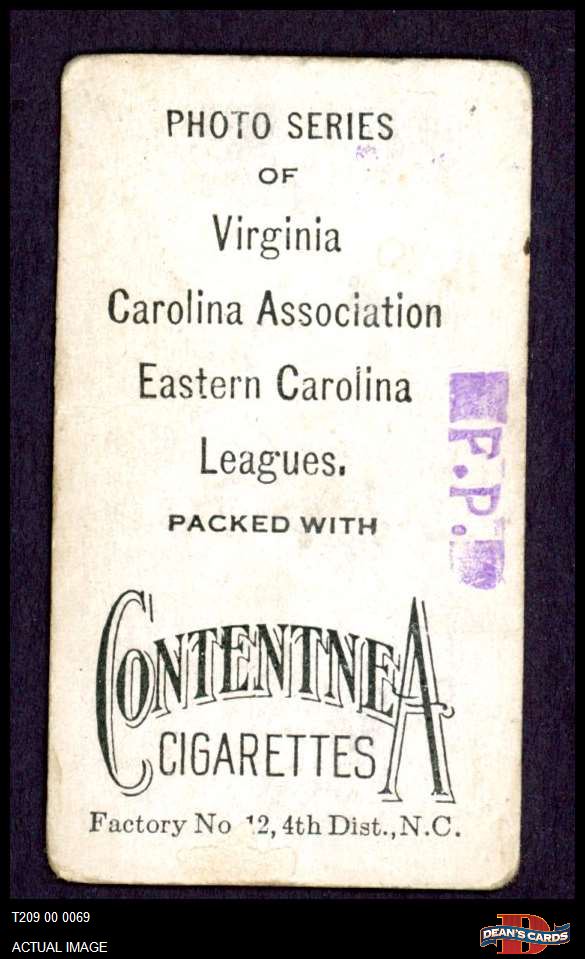 PHOTO SERIES
OF
Virginia
Carolina Association
Eastern Carolina
Leagues.
PACKED WITH
F.P.
CONTENTNEA
CIGARETTES
Factory No 12, 4th Dist., N.C.
T209 00 0069
ACTUAL IMAGE
D
DEAN'S CARDS